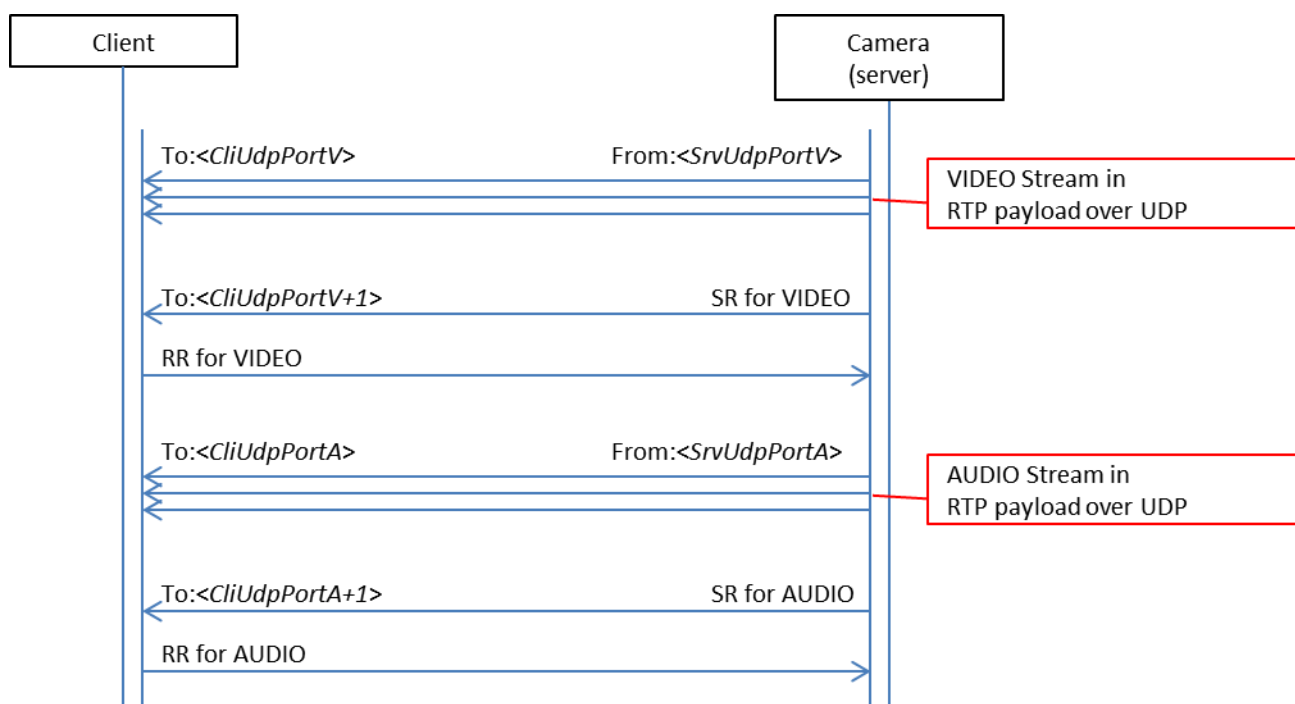 Client
Camera
(server)
To:<CliUdpPortV>
From:<SrvUdpPortV>
VIDEO Stream in
RTP payload over UDP
To:<CliUdpPortV+1>
SR for VIDEO
RR for VIDEO
To:<CliUdpPortA>
From:<SrvUdpPortA>
AUDIO Stream in
RTP payload over UDP
To:<CliUdpPortA+1>
SR for AUDIO
RR for AUDIO